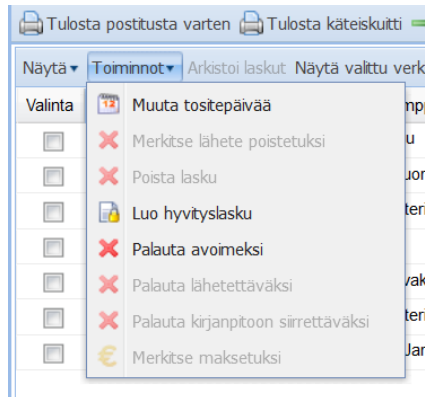 Tulosta postitusta varten Tulosta käteiskuitti
Näytä Toiminnot Arkistoi laskut Näytä valittu verk
Valinta
Muuta tositepäivää
Merkitse lähete poistetuksi
Poista lasku
Luo hyvityslasku
Palauta avoimeksi
Palauta lähetettäväksi
Palauta kirjanpitoon siirrettäväksi
Merkitse maksetuksi